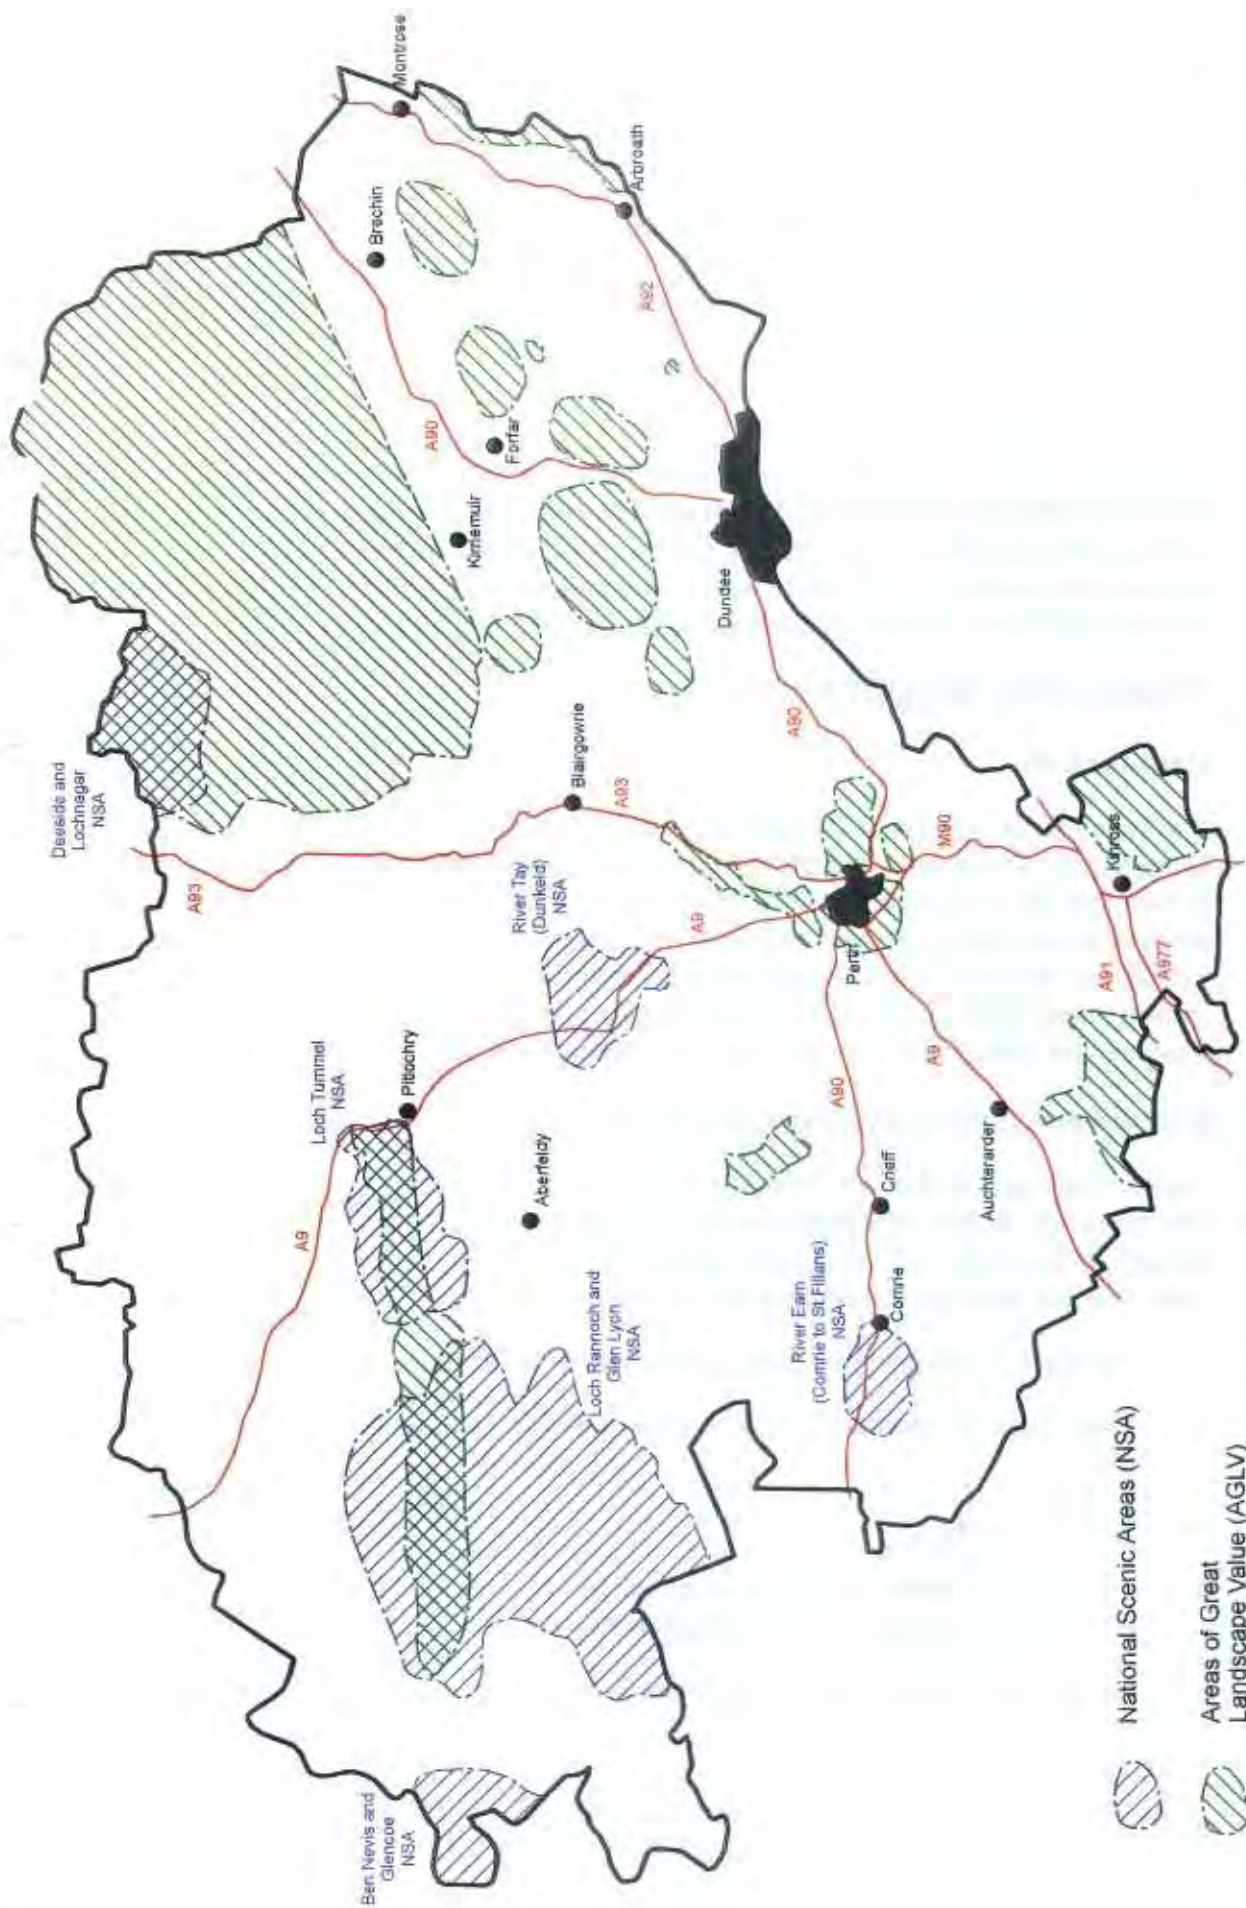 Montrose
Brechin
Arbroath
A92
A90
Forfar
Kirriemuir
Dundee
Deeside and
Lochnagar
NSA
A93
Blairgowrie
A93
A90
River Tay
(Dunkeld)
NSA
A9
M90
Kinross
Perth
A91
A977
Loch Tummel
NSA
Pitlochry
A9
Aberfeldy
A90
A9
Crieff
Auchterarder
Loch Rannoch and
Glen Lyon
NSA
River Earn
(Comrie to St Fillans)
NSA
Comrie
Ben Nevis and
Glencoe
NSA
National Scenic Areas (NSA)
Areas of Great
Landscape Value (AGLV)